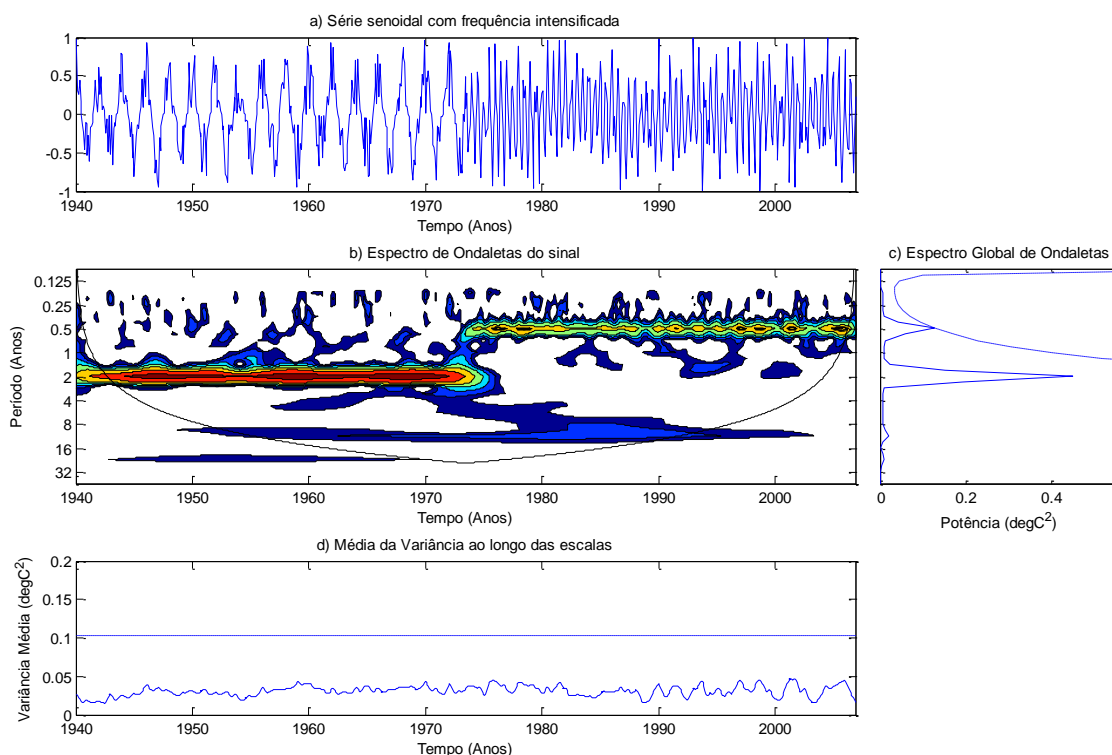 a) Série senoidal com frequência intensificada
1
0.5
0
-0.5
-1
1940 1950 1960 1970 1980 1990 2000
Tempo (Anos)
b) Espectro de Ondaletas do sinal
Período (Anos)
0.125
0.25
0.5
1
2
4
8
16
32
1940 1950 1960 1970 1980 1990 2000
Tempo (Anos)
c) Espectro Global de Ondaletas
0 0.2 0.4
Potência (degC²)
d) Média da Variância ao longo das escalas
Variância Média (degC²)
0.2
0.15
0.1
0.05
0
1940 1950 1960 1970 1980 1990 2000
Tempo (Anos)